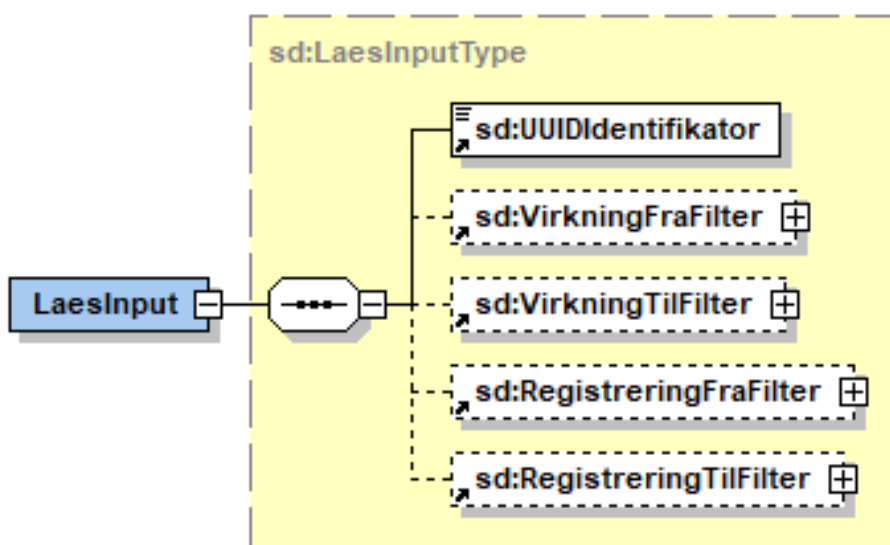 sd:LaesInputType
sd:UUIDIdentifikator
sd:VirkningFraFilter
LaesInput
sd:VirkningTilFilter
sd:RegistreringFraFilter
sd:RegistreringTilFilter